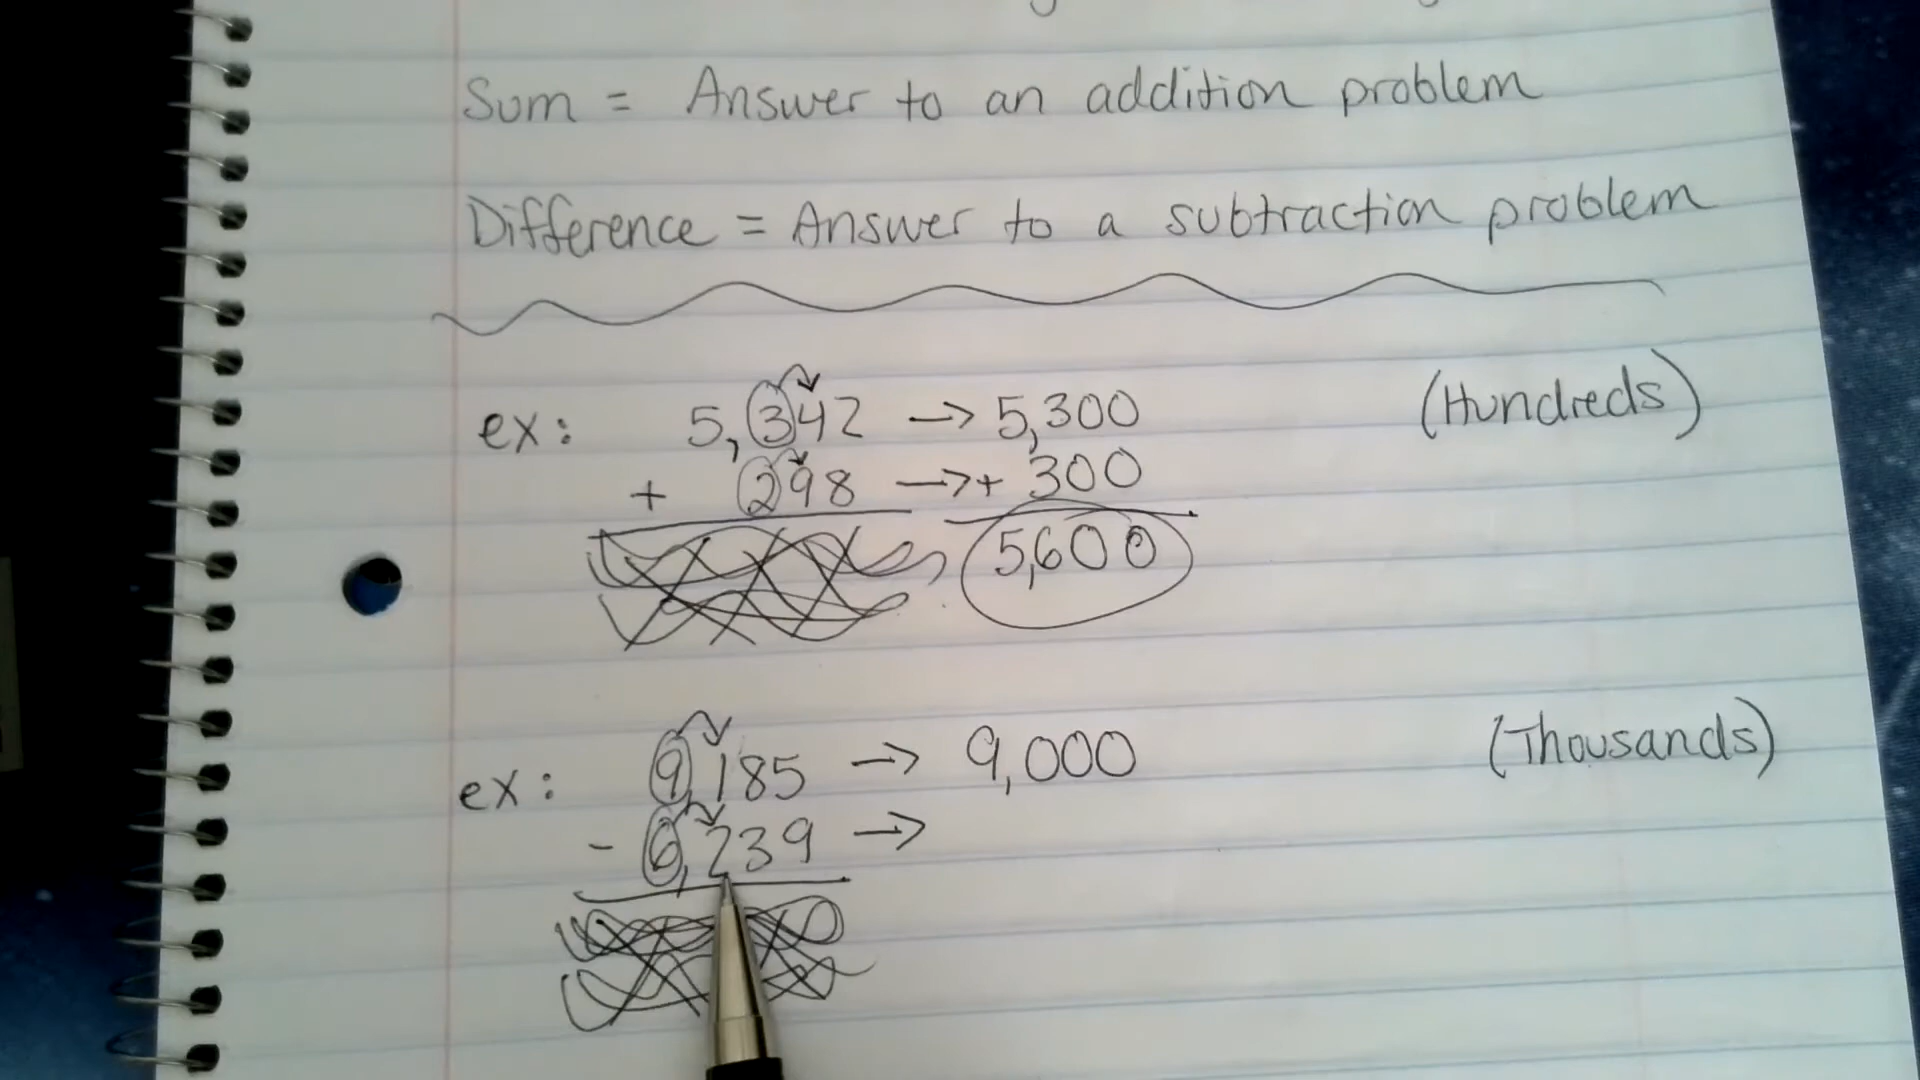 Sum = Answer to an addition problem
Difference = Answer to a subtraction problem
ex: 5,342 → 5,300 (Hundreds)
+ 298 → + 300
5,600
ex: 9,185 → 9,000 (Thousands)
- 6,239 →